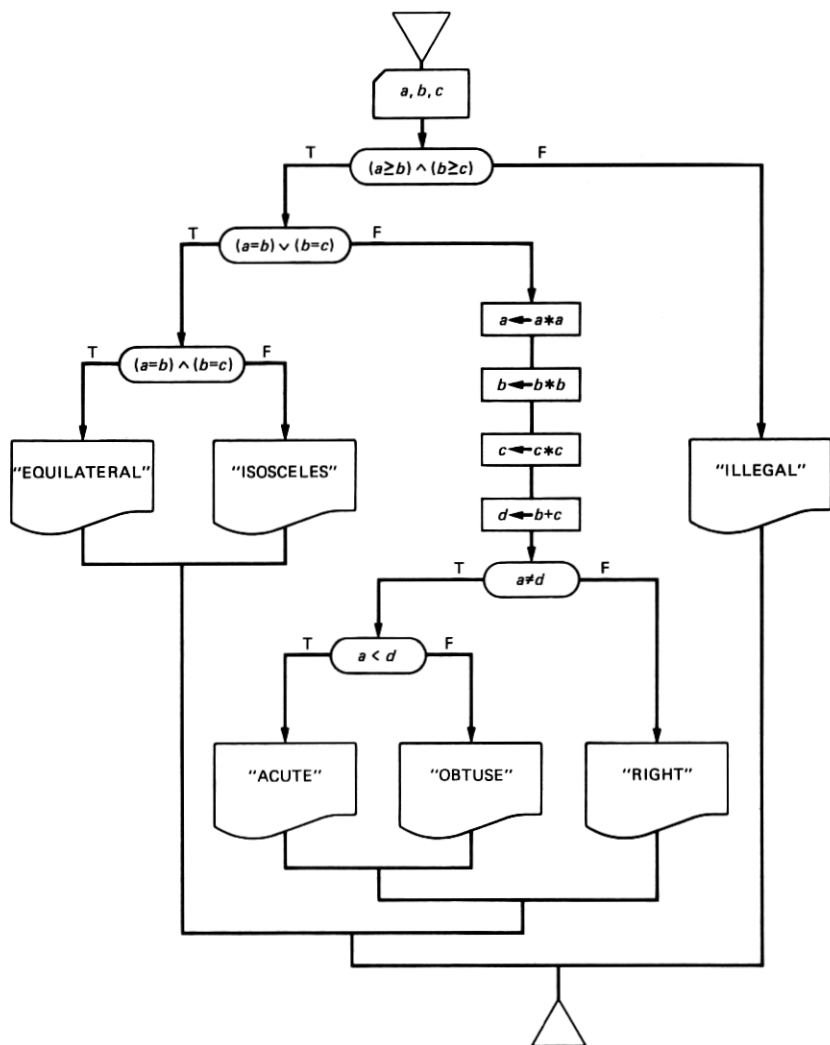 a, b, c
T
(a≥b) ∧ (b≥c)
F
T
(a=b) ∨ (b=c)
F
a←a*a
T
(a=b) ∧ (b=c)
F
b←b*b
"EQUILATERAL"
"ISOSCELES"
c←c*c
"ILLEGAL"
d←b+c
T
a≠d
F
T
a < d
F
"ACUTE"
"OBTUSE"
"RIGHT"